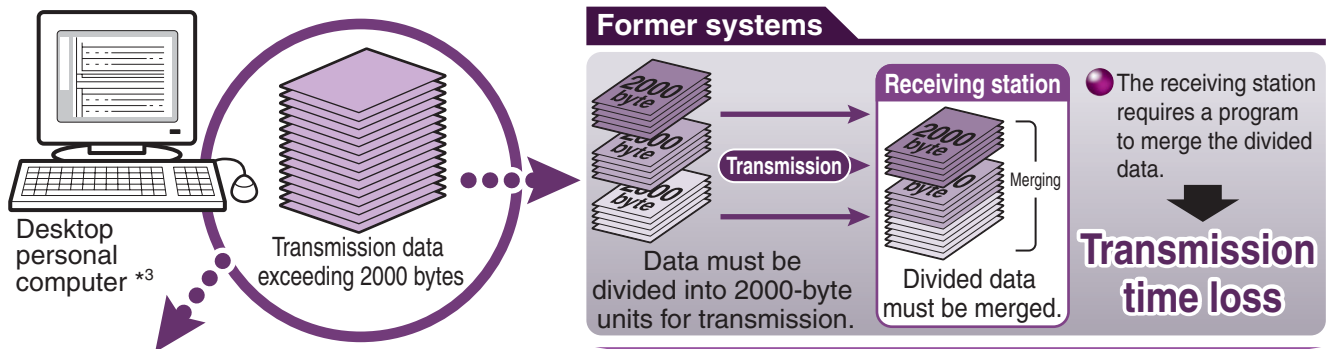 Desktop
personal
computer *3
Transmission data
exceeding 2000 bytes
Former systems
2000
byte
2000
byte
2000
byte
Data must be
divided into 2000-byte
units for transmission.
Transmission
Receiving station
2000
byte
byte
Merging
Divided data
must be merged.
The receiving station
requires a program
to merge the divided
data.
Transmission
time loss